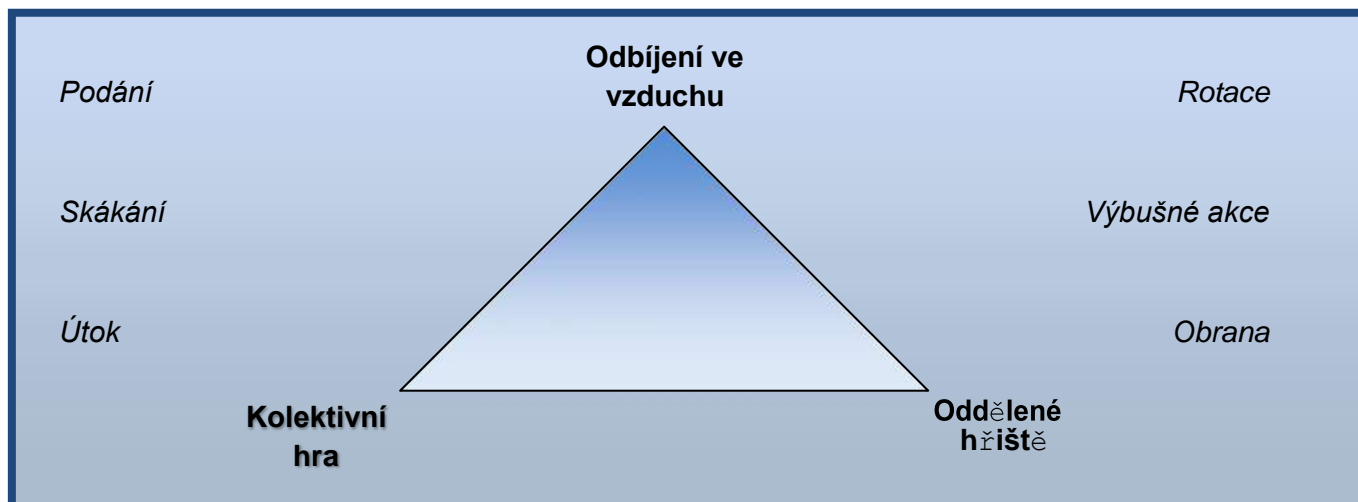 Odbíjení ve
vzduchu
Podání
Rotace
Skákání
Výbušné akce
Útok
Obrana
Kolektivní
hra
Oddělené
hřiště